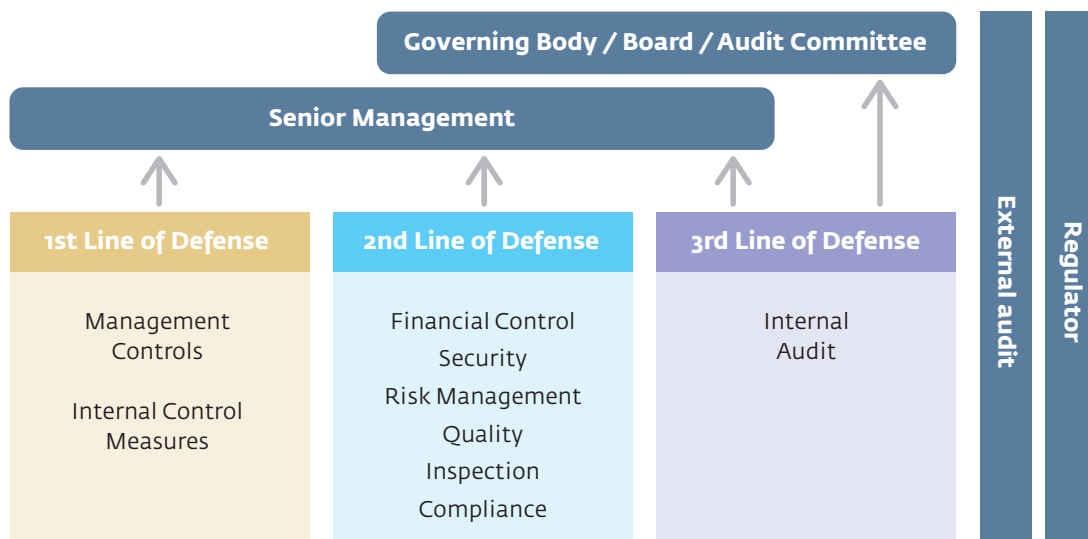 Governing Body / Board / Audit Committee
Senior Management
1st Line of Defense
Management
Controls
Internal Control
Measures
2nd Line of Defense
Financial Control
Security
Risk Management
Quality
Inspection
Compliance
3rd Line of Defense
Internal
Audit
External audit
Regulator